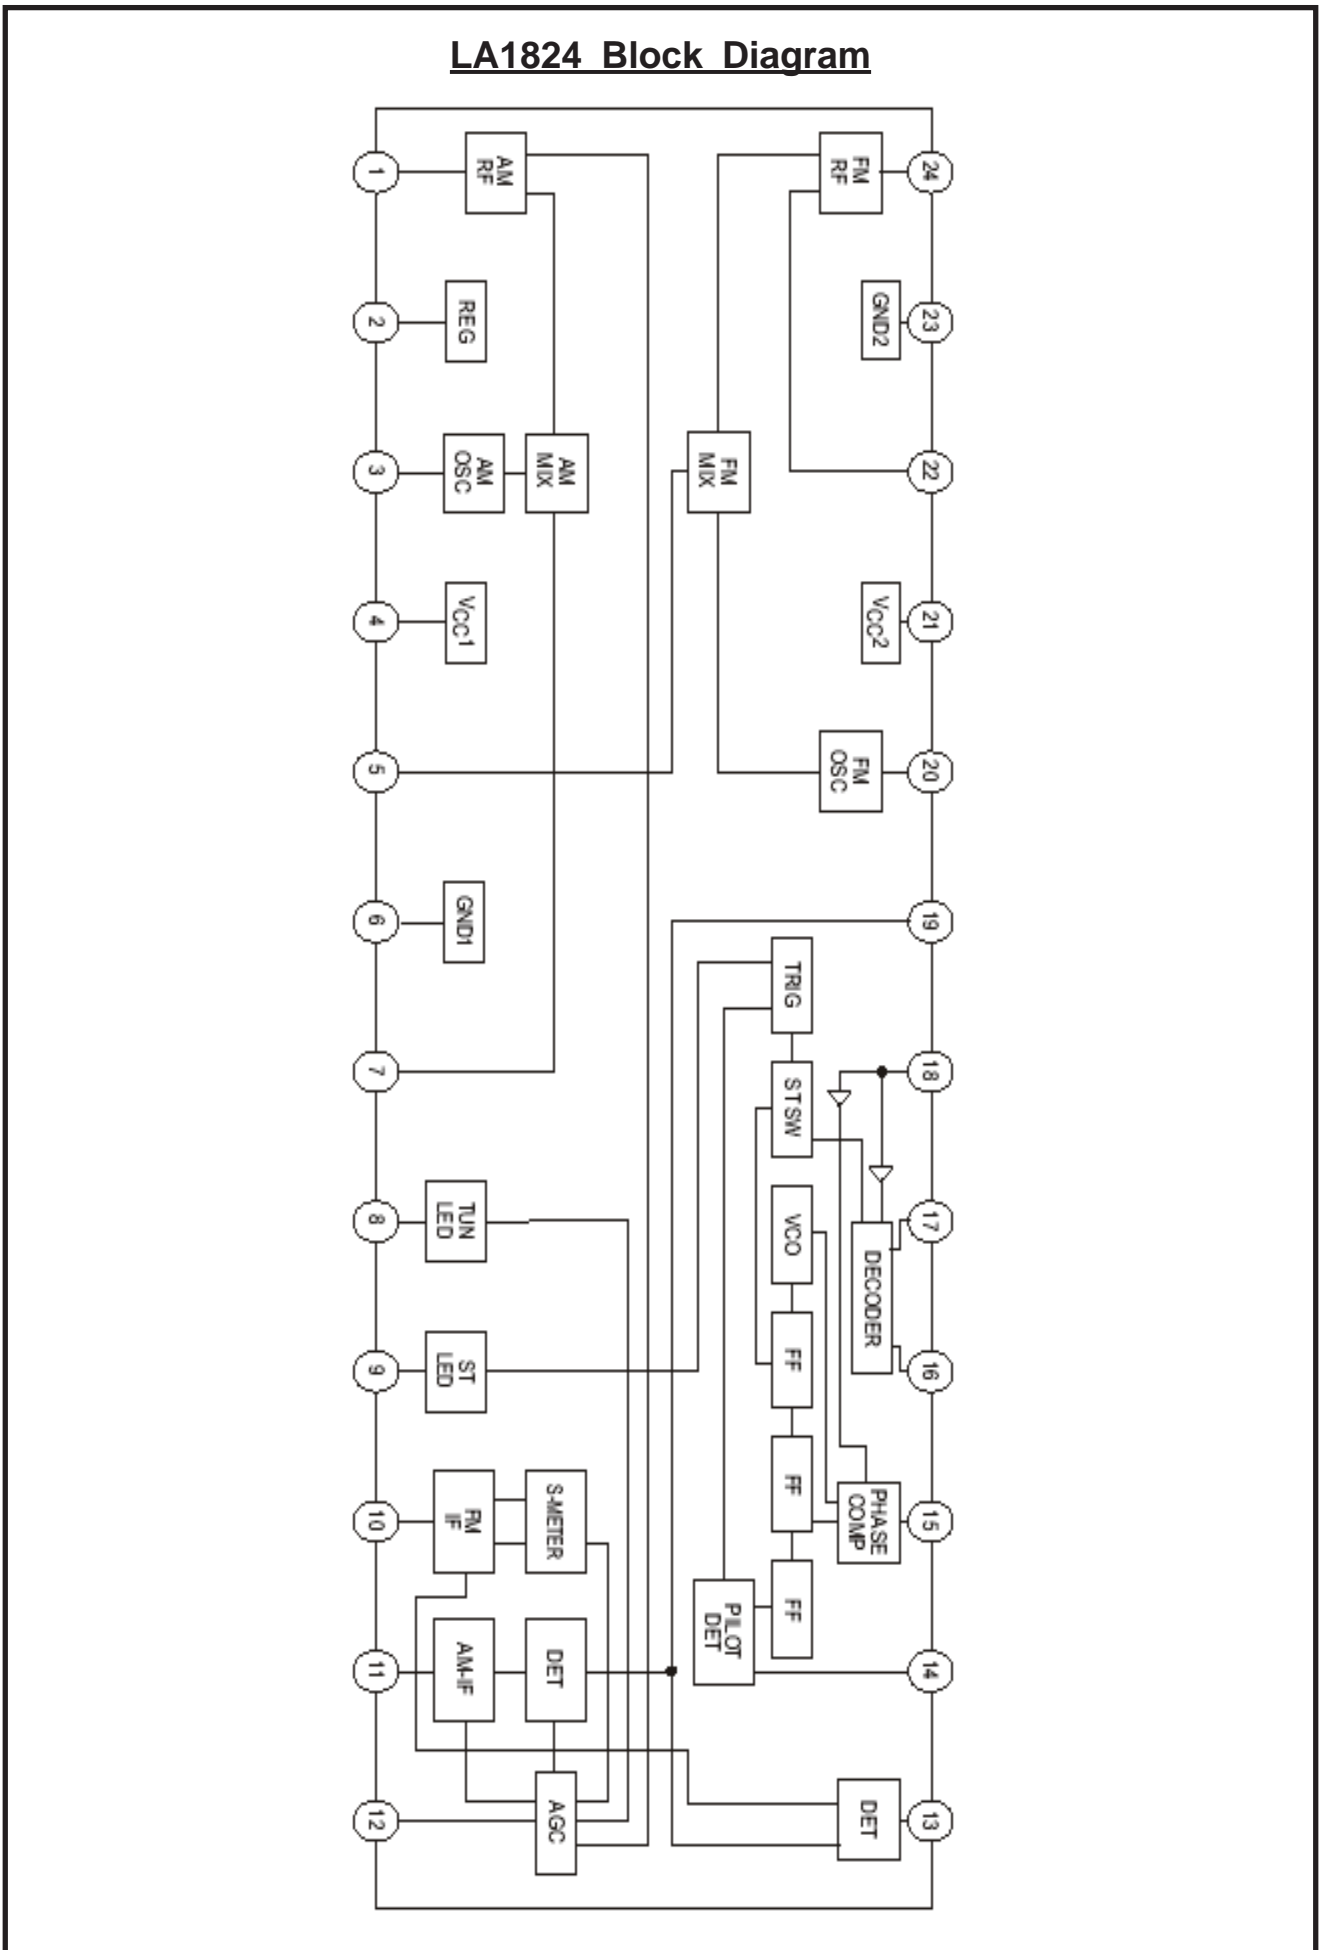 LA1824 Block Diagram
1
AM
RF
FM
RF
24
2
REG
GND2
23
3
AM
OSC
AM
MIX
FM
MIX
22
4
VCC1
VCC2
21
5
FM
OSC
20
6
GND1
19
TRIG
7
ST SW
18
8
TUN
LED
VCO
DECODER
17
9
ST
LED
FF
16
10
FM
IF
S-METER
FF
PHASE
COMP
15
FF
11
AM-IF
DET
PILOT
DET
14
12
AGC
DET
13